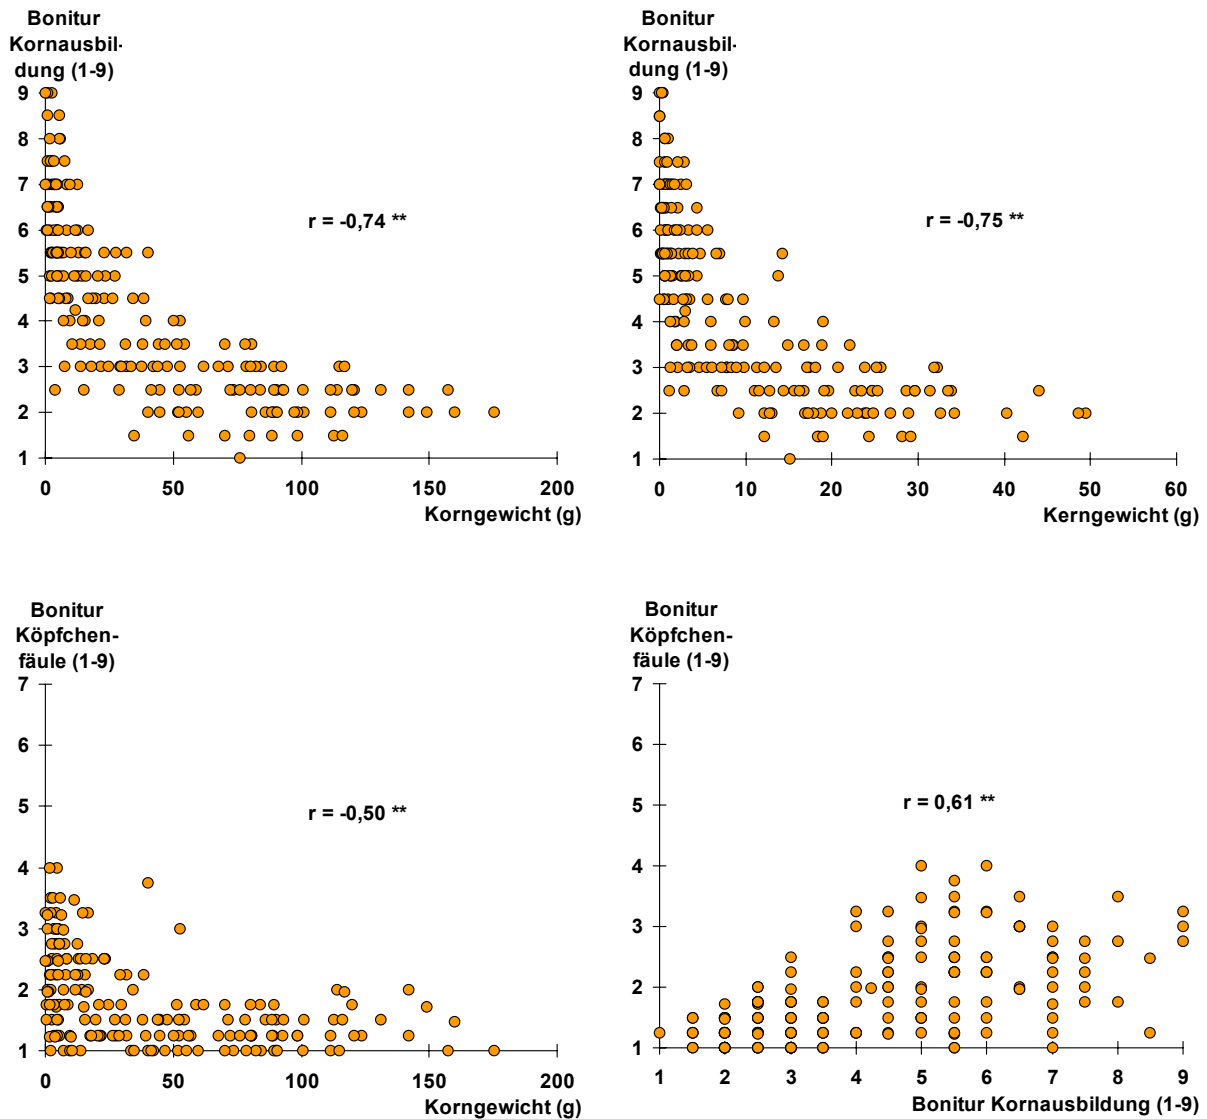 Bonitur
Kornausbil-
dung (1-9)
9
8
7
6
5
4
3
2
1
r = -0,74 **
0 50 100 150 200
Korngewicht (g)
Bonitur
Kornausbil-
dung (1-9)
9
8
7
6
5
4
3
2
1
r = -0,75 **
0 10 20 30 40 50 60
Kerngewicht (g)
Bonitur
Köpfchen-
fäule (1-9)
7
6
5
4
3
2
1
r = -0,50 **
0 50 100 150 200
Korngewicht (g)
Bonitur
Köpfchen-
fäule (1-9)
7
6
5
4
3
2
1
r = 0,61 **
1 2 3 4 5 6 7 8 9
Bonitur Kornausbildung (1-9)